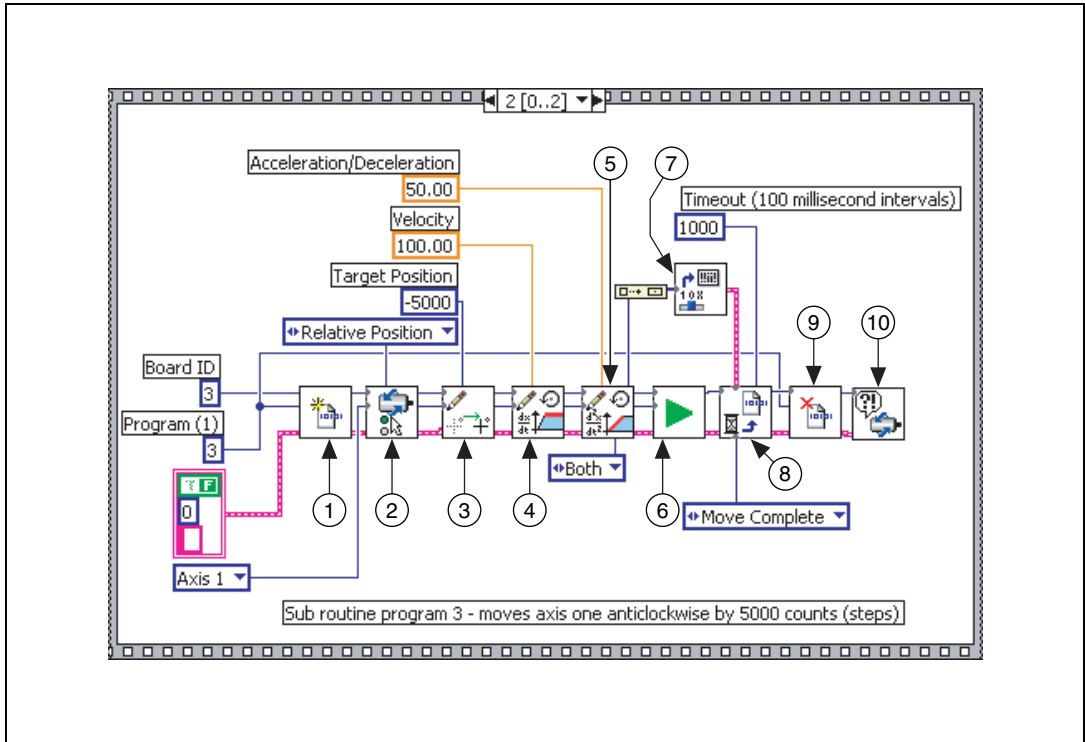 2 [0..2]
Acceleration/Deceleration
50.00
5
7
Timeout (100 millisecond intervals)
1000
Velocity
100.00
Target Position
-5000
Relative Position
9
10
Board ID
3
Program (1)
3
F
0
Both
1
2
3
4
6
8
Move Complete
Axis 1
Sub routine program 3 - moves axis one anticlockwise by 5000 counts (steps)